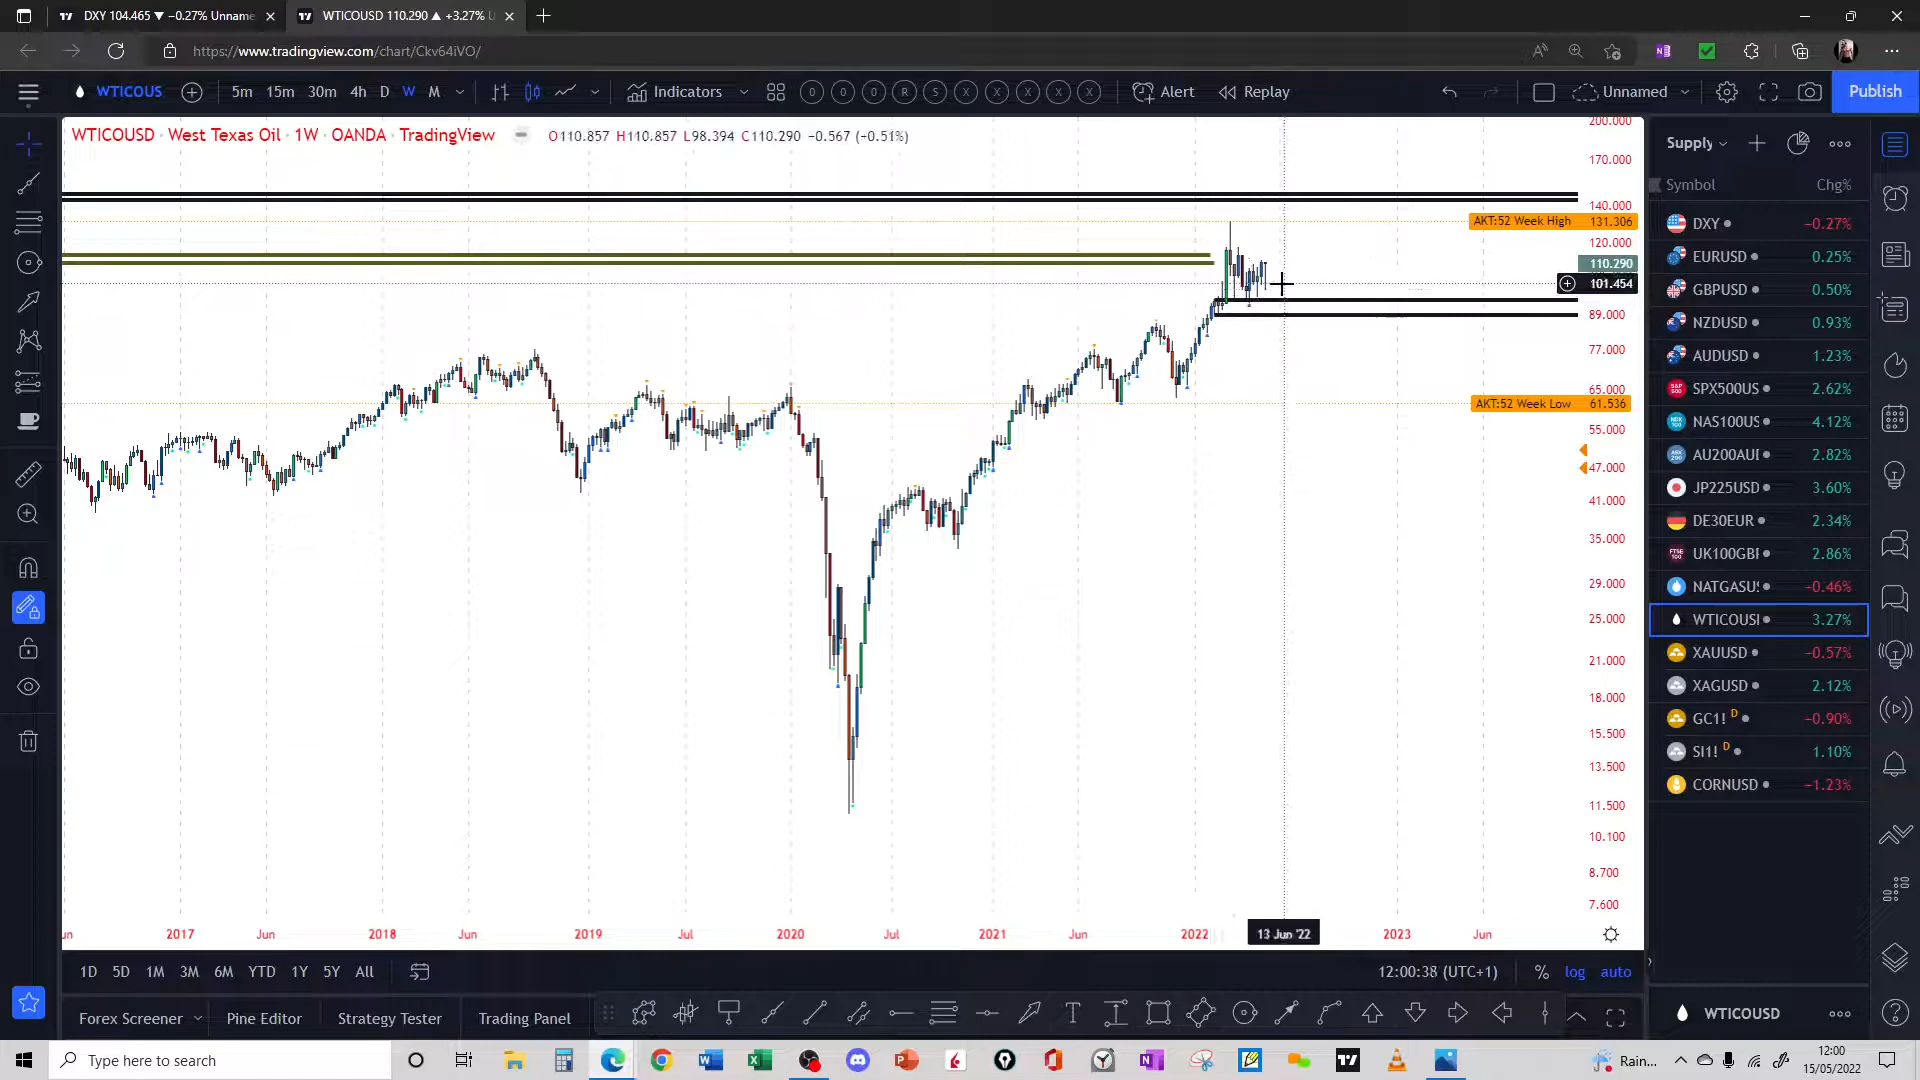 DXY 104.465 ▼ −0.27% Unname
WTICOUSD 110.290 ▲ +3.27% U
https://www.tradingview.com/chart/Ckv64iVO/
WTICOUS 5m 15m 30m 4h D W M Indicators O O O R S X X X X X Alert Replay Unnamed Publish
WTICOUSD · West Texas Oil · 1W · OANDA · TradingView O110.857 H110.857 L98.394 C110.290 −0.567 (+0.51%)
200.000
170.000
140.000
AKT:52 Week High 131.306
120.000
110.290
101.454
89.000
77.000
65.000
AKT:52 Week Low 61.536
55.000
47.000
41.000
35.000
29.000
25.000
21.000
18.000
15.500
13.500
11.500
10.100
8.700
7.600
un 2017 Jun 2018 Jun 2019 Jul 2020 Jul 2021 Jun 2022 13 Jun '22 2023 Jun
Supply
Symbol Chg%
DXY −0.27%
EURUSD 0.25%
GBPUSD 0.50%
NZDUSD 0.93%
AUDUSD 1.23%
SPX500US 2.62%
NAS100US 4.12%
AU200AUI 2.82%
JP225USD 3.60%
DE30EUR 2.34%
UK100GBI 2.86%
NATGASUS −0.46%
WTICOUSI 3.27%
XAUUSD −0.57%
XAGUSD 2.12%
GC1! D −0.90%
SI1! D 1.10%
CORNUSD −1.23%
1D 5D 1M 3M 6M YTD 1Y 5Y All 12:00:38 (UTC+1) % log auto
Forex Screener Pine Editor Strategy Tester Trading Panel
WTICOUSD
Type here to search
Rain...
12:00
15/05/2022